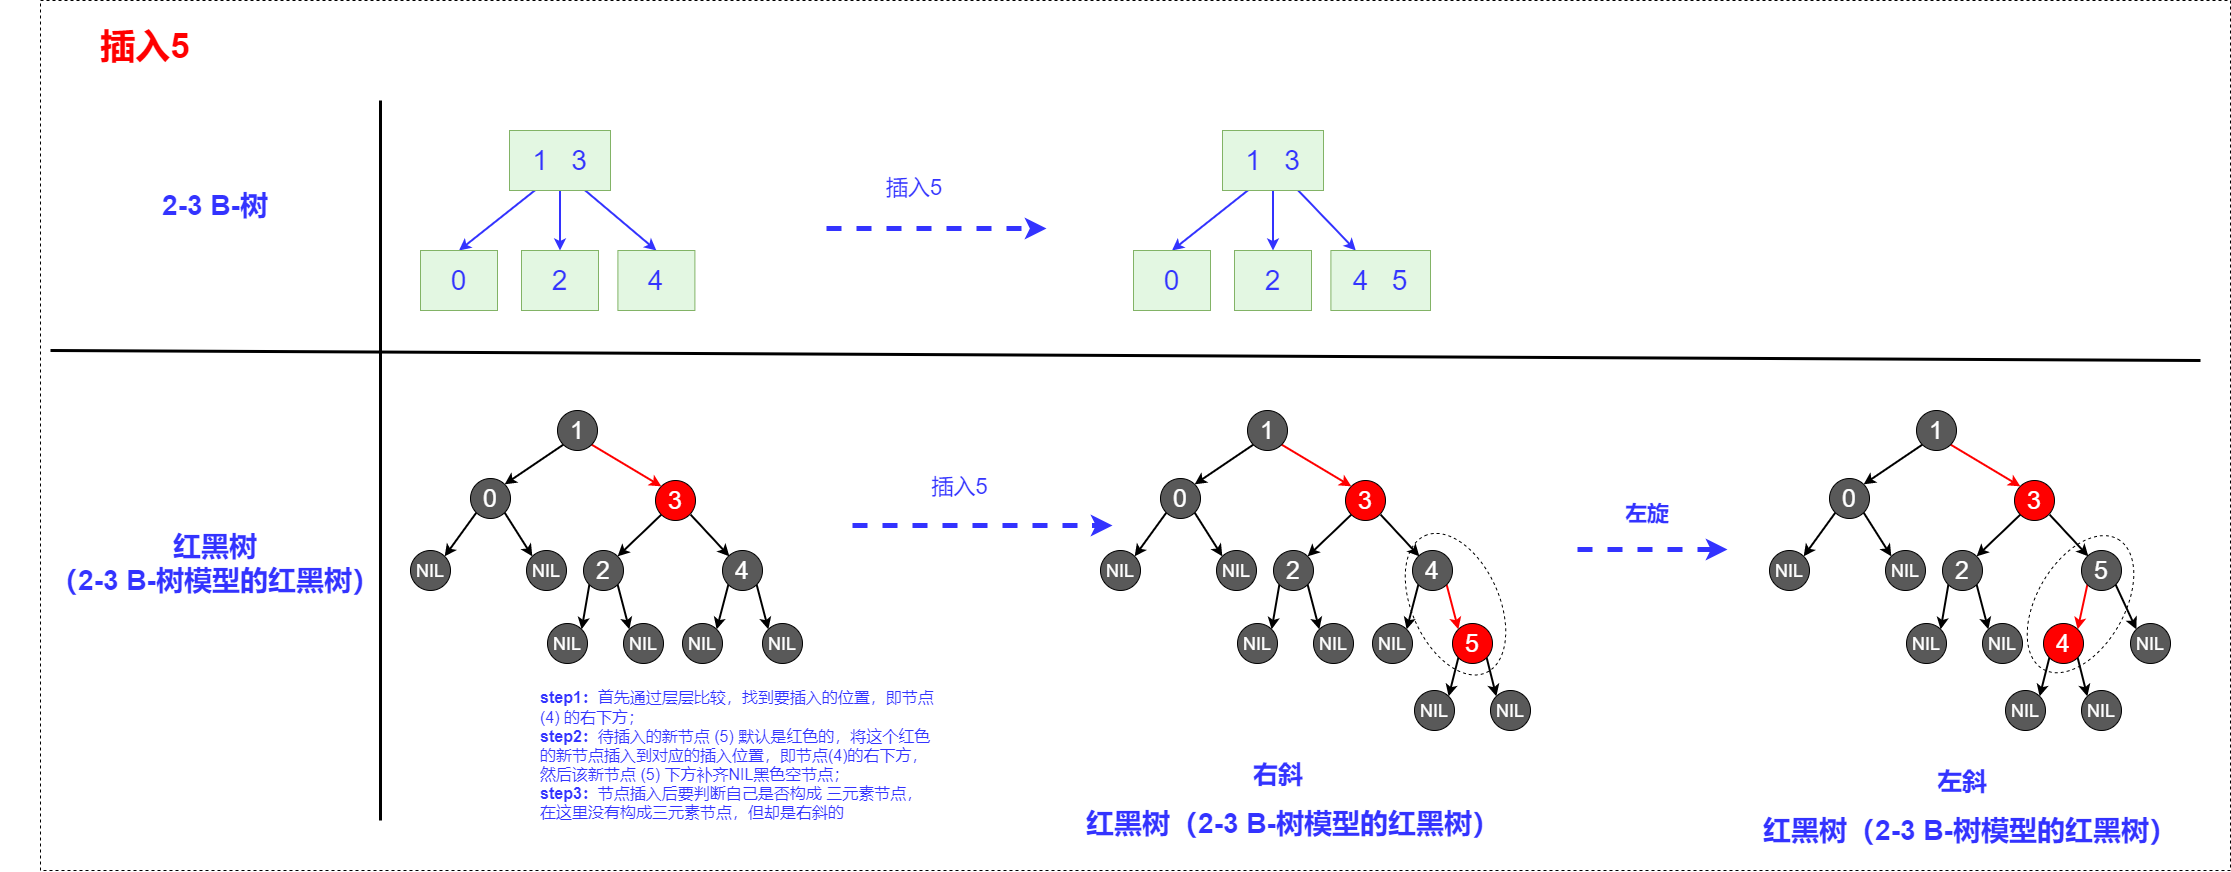 插入5
2-3 B-树
1 3
0
2
4
插入5
1 3
0
2
4 5
红黑树
（2-3 B-树模型的红黑树）
1
0
3
NIL
NIL
2
4
NIL
NIL
NIL
NIL
step1：首先通过层层比较，找到要插入的位置，即节点
(4) 的右下方；
step2：待插入的新节点 (5) 默认是红色的，将这个红色
的新节点插入到对应的插入位置，即节点(4)的右下方，
然后该新节点 (5) 下方补齐NIL黑色空节点；
step3：节点插入后要判断自己是否构成 三元素节点，
在这里没有构成三元素节点，但却是右斜的
插入5
1
0
3
NIL
NIL
2
4
NIL
NIL
NIL
5
NIL
NIL
右斜
红黑树（2-3 B-树模型的红黑树）
左旋
1
0
3
NIL
NIL
2
5
NIL
NIL
4
NIL
NIL
NIL
左斜
红黑树（2-3 B-树模型的红黑树）